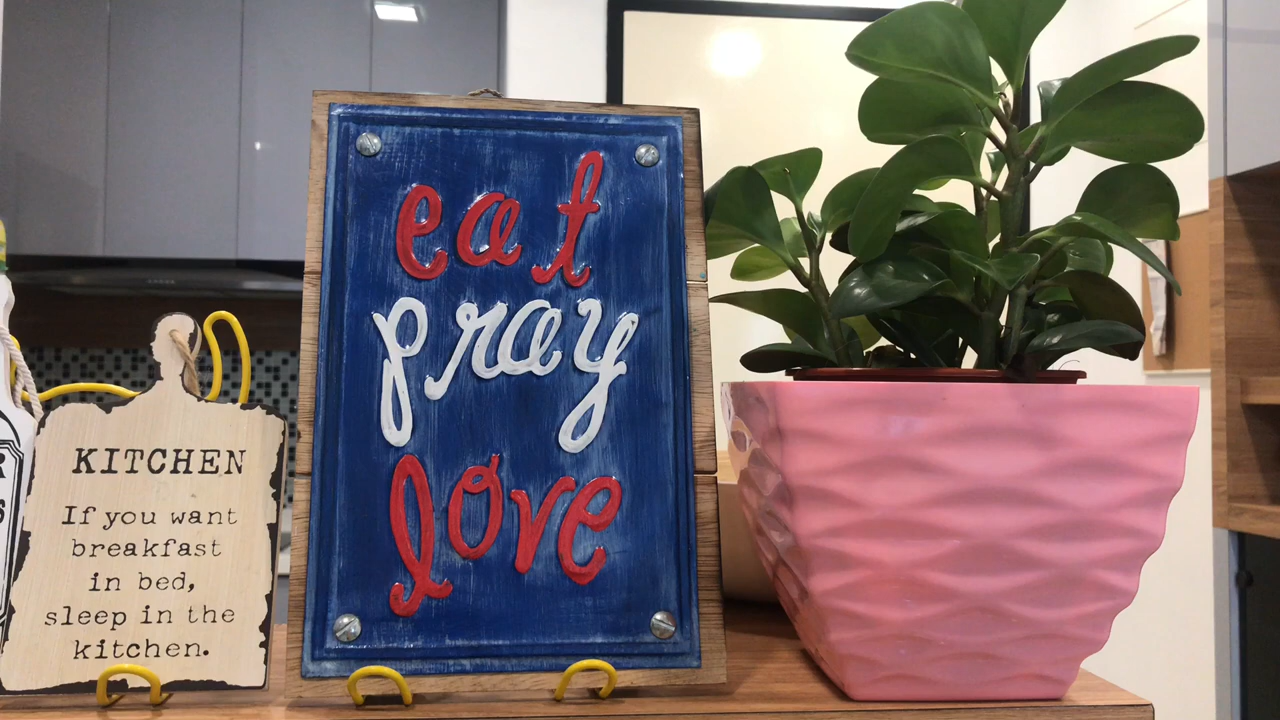 KITCHEN
If you want
breakfast
in bed,
sleep in the
kitchen.
eat
pray
love